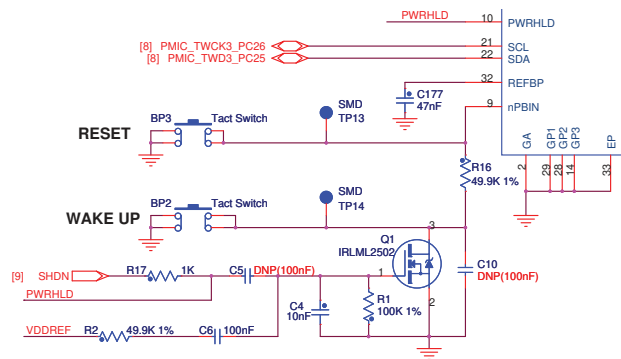 PWRHLD
10
PWRHLD
[8] PMIC_TWCK3_PC26
21
SCL
[8] PMIC_TWD3_PC25
22
SDA
32
REFBP
C177
47nF
9
nPBIN
BP3
Tact Switch
SMD
TP13
RESET
GA
GP1
GP2
GP3
EP
2
29
28
14
33
R16
49.9K 1%
BP2
Tact Switch
SMD
TP14
WAKE UP
3
Q1
IRLML2502
[9] SHDN
R17
1K
C5
DNP(100nF)
1
C10
DNP(100nF)
PWRHLD
C4
10nF
R1
100K 1%
2
VDDREF
R2
49.9K 1%
C6
100nF